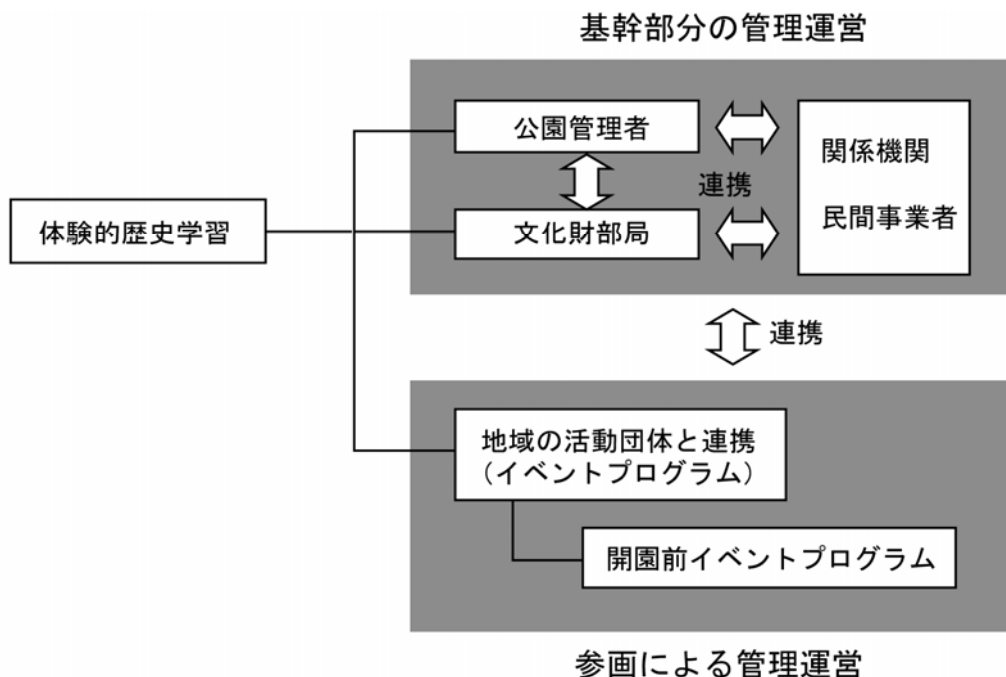 基幹部分の管理運営
公園管理者
関係機関
連携
民間事業者
体験的歴史学習
文化財部局
連携
地域の活動団体と連携
（イベントプログラム）
開園前イベントプログラム
参画による管理運営